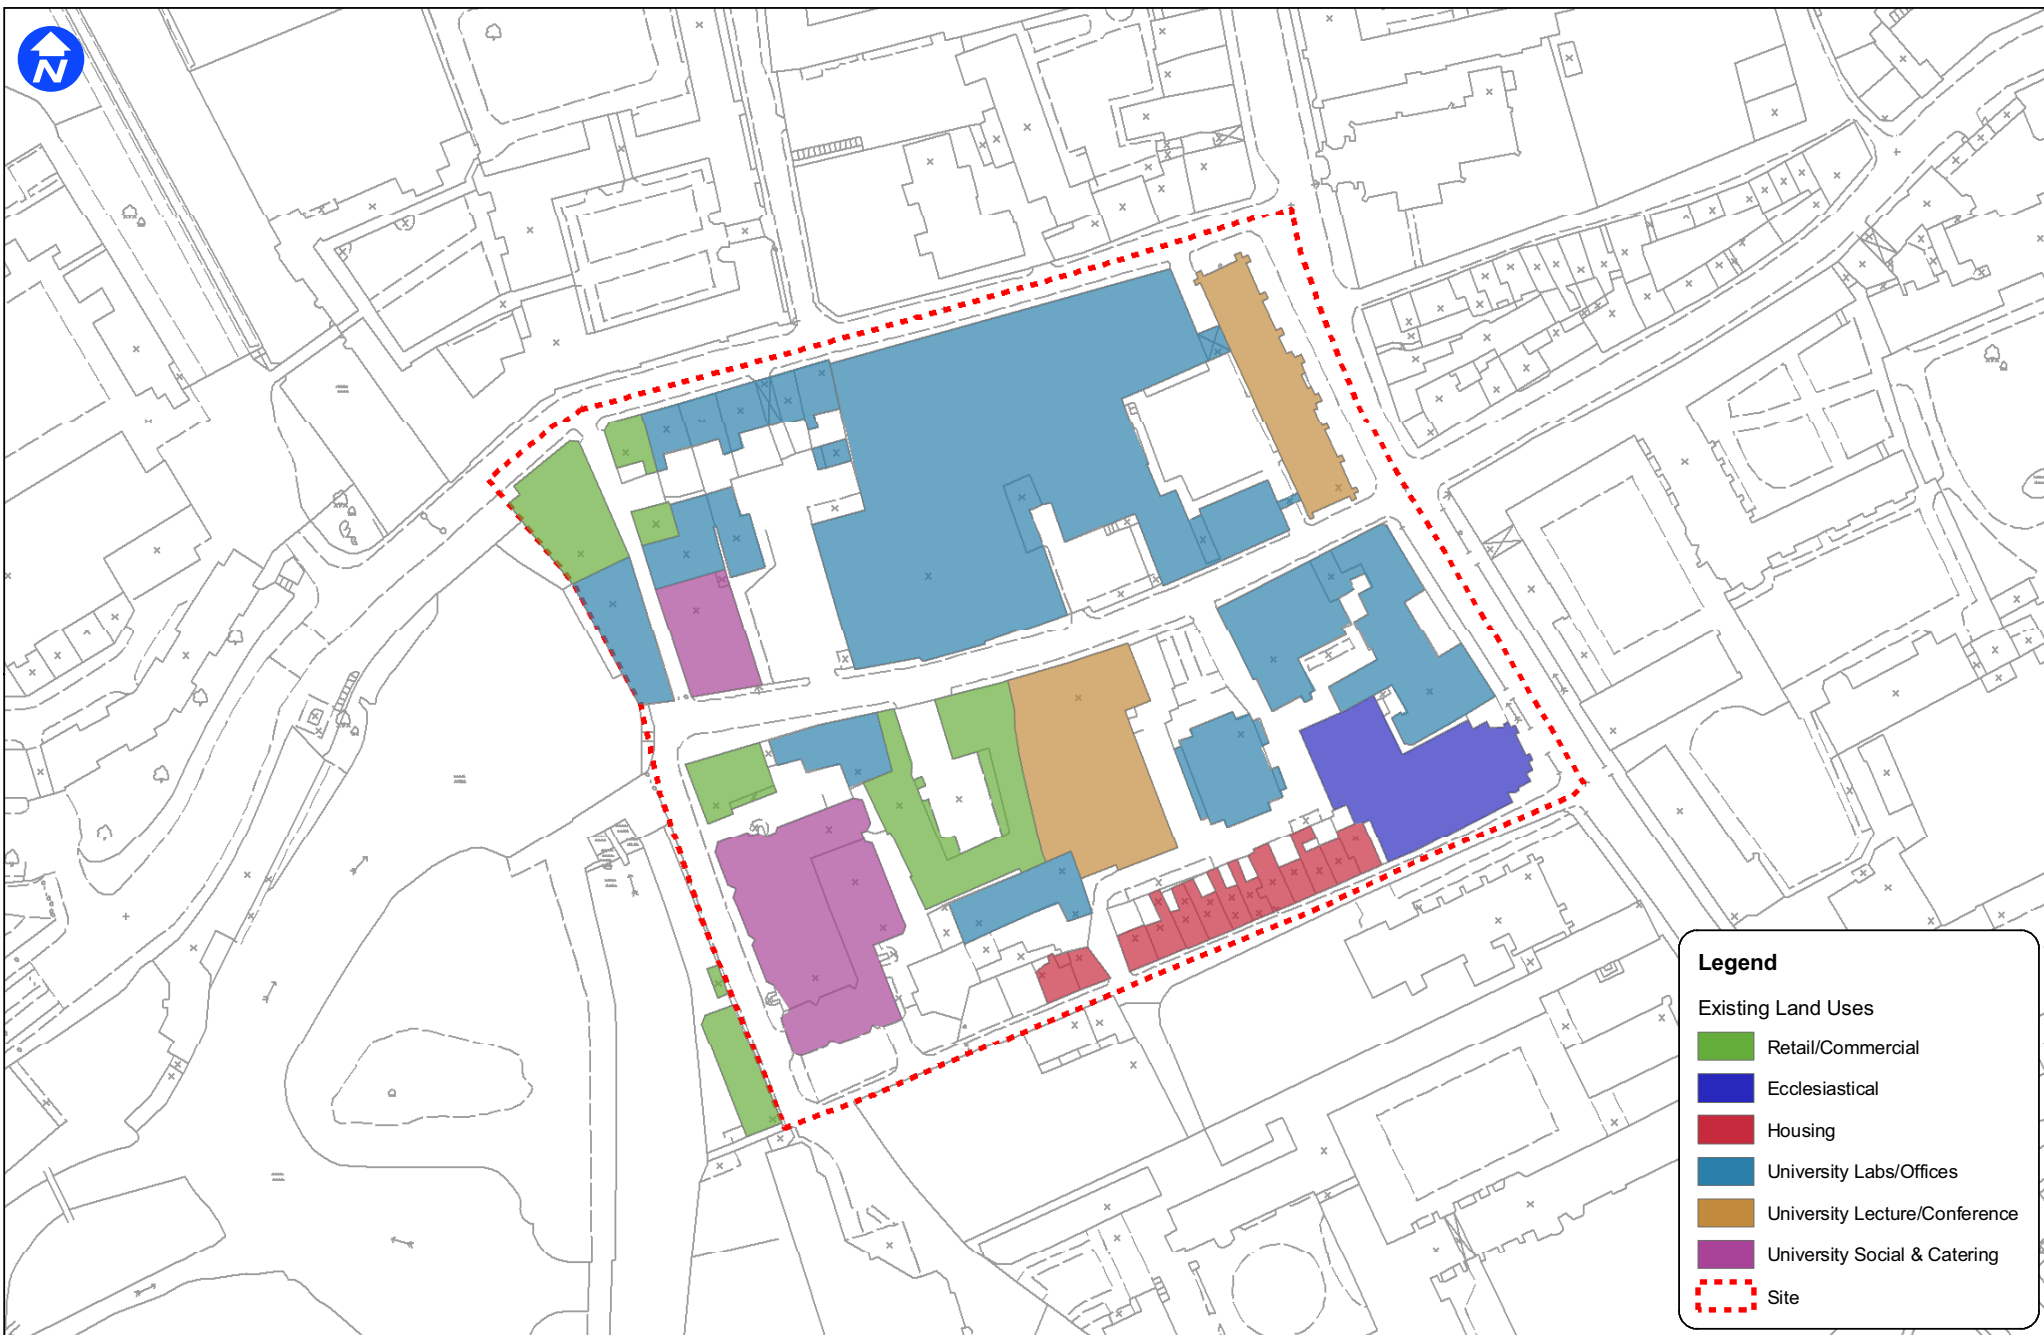 N
Legend
Existing Land Uses
Retail/Commercial
Ecclesiastical
Housing
University Labs/Offices
University Lecture/Conference
University Social & Catering
Site